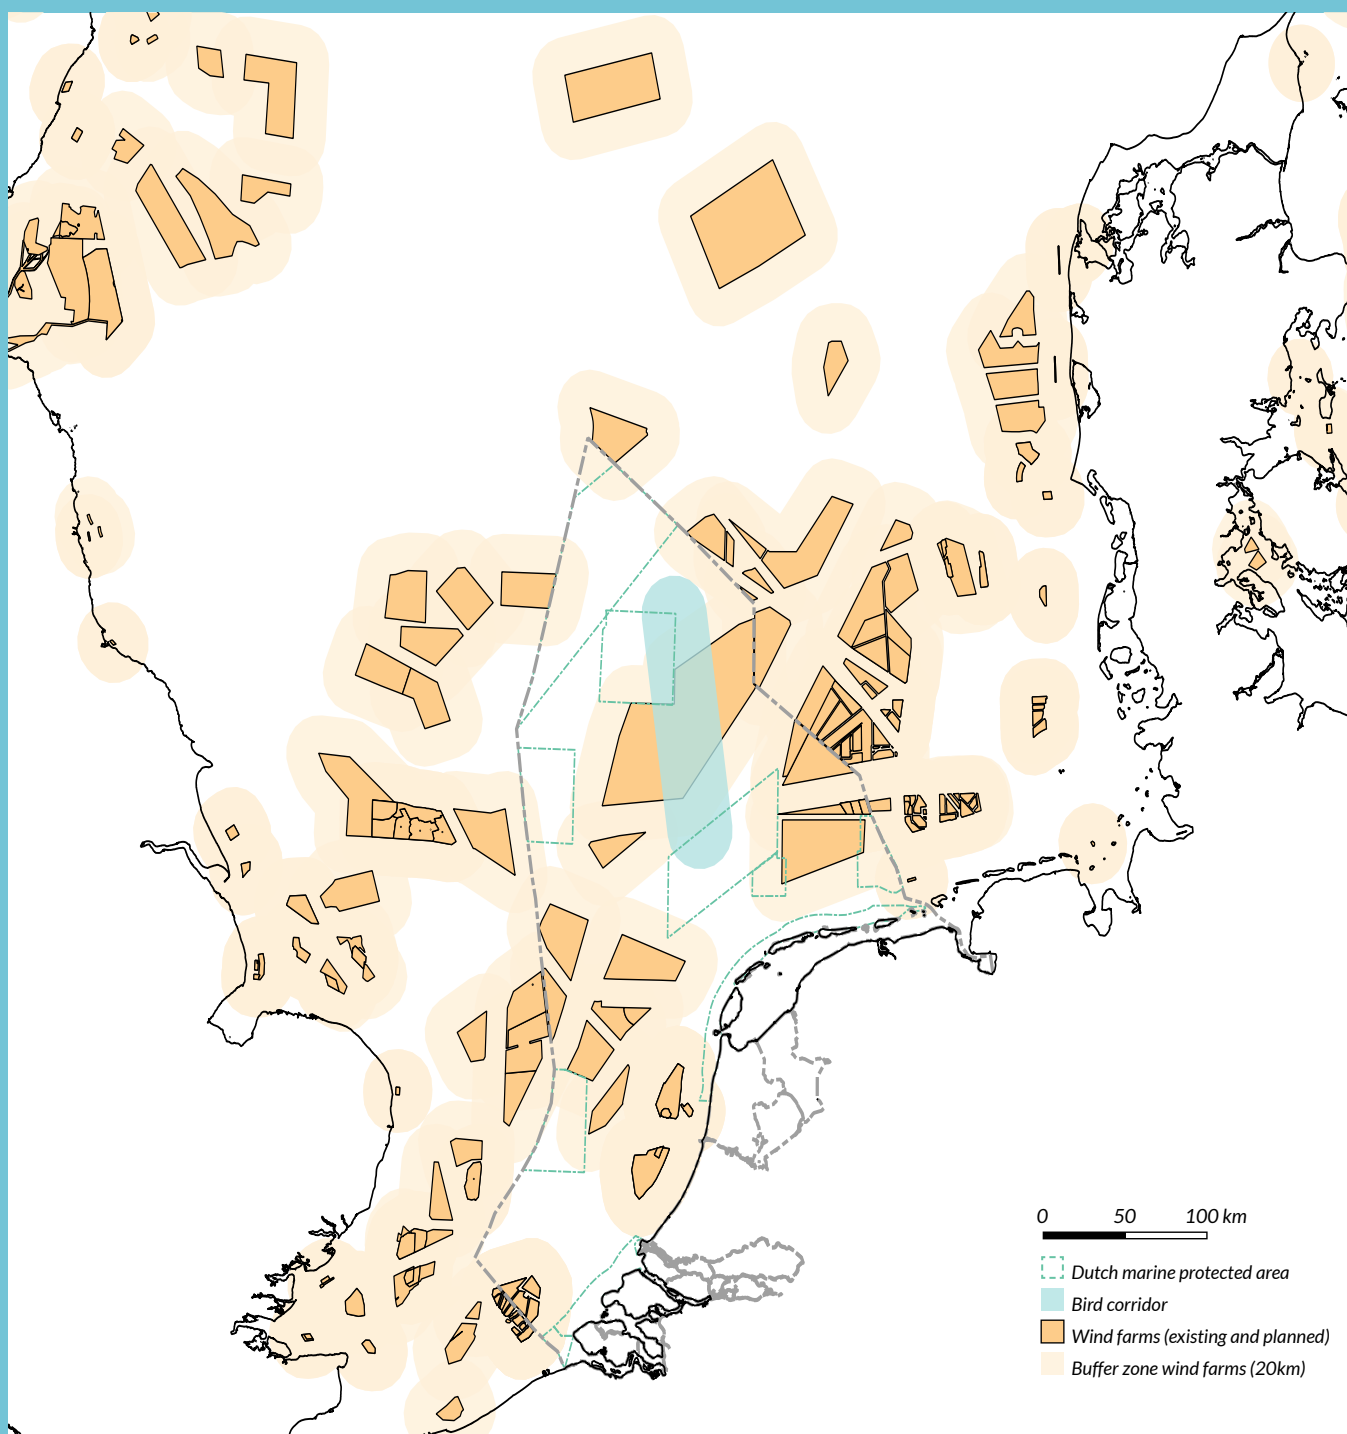 0 50 100 km
Dutch marine protected area
Bird corridor
Wind farms (existing and planned)
Buffer zone wind farms (20km)